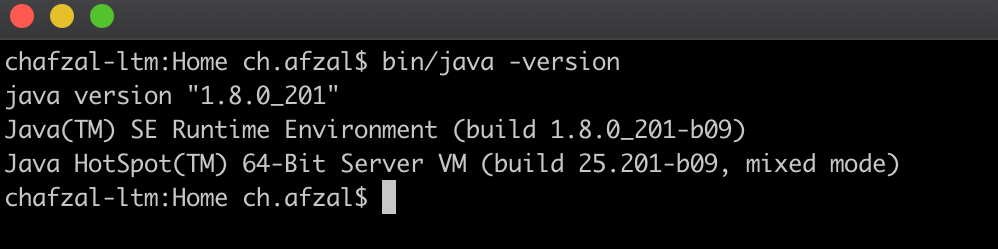 chafzal-ltm:Home ch.afzal$ bin/java -version
java version "1.8.0_201"
Java(TM) SE Runtime Environment (build 1.8.0_201-b09)
Java HotSpot(TM) 64-Bit Server VM (build 25.201-b09, mixed mode)
chafzal-ltm:Home ch.afzal$